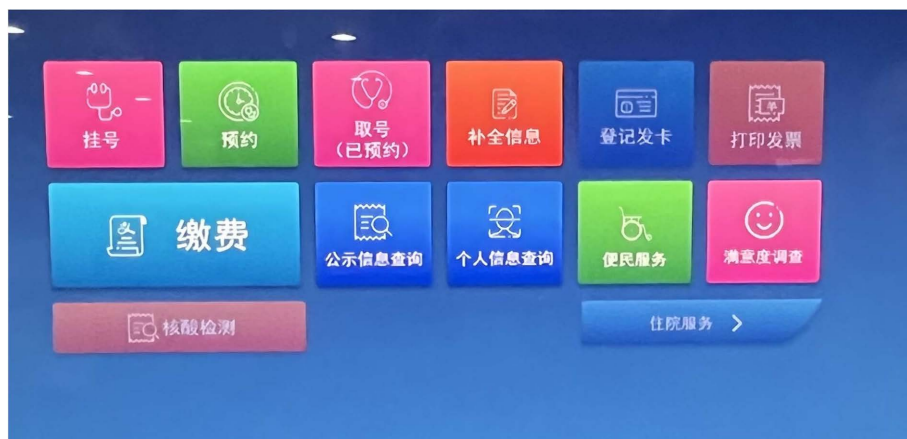 挂号
预约
取号
(已预约)
补全信息
登记发卡
打印发票
缴费
公示信息查询
个人信息查询
便民服务
满意度调查
核酸检测
住院服务 >